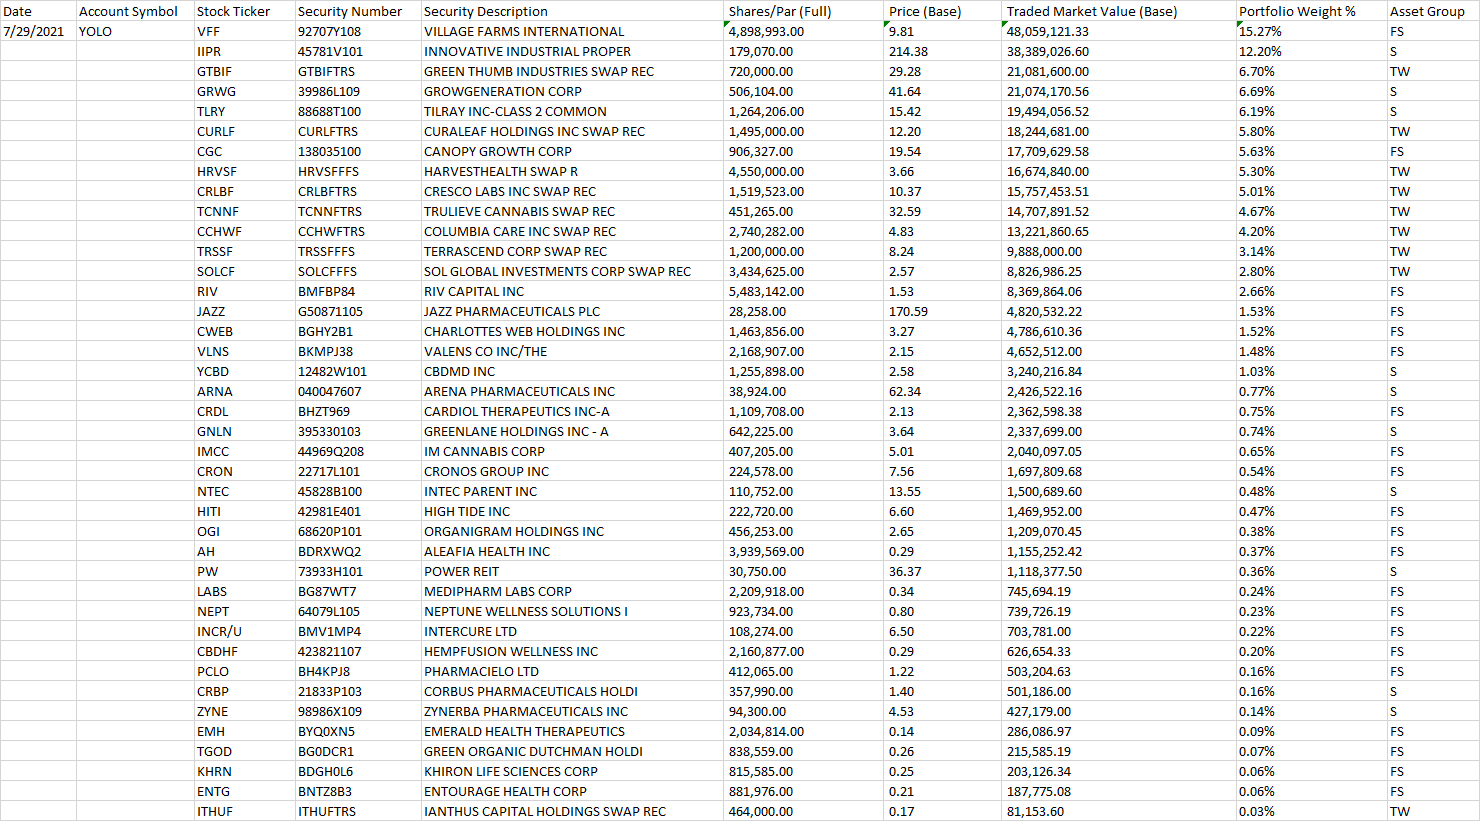 Date Account Symbol Stock Ticker Security Number Security Description Shares/Par (Full) Price (Base) Traded Market Value (Base) Portfolio Weight % Asset Group
7/29/2021 YOLO VFF 92707Y108 VILLAGE FARMS INTERNATIONAL 4,898,993.00 9.81 48,059,121.33 15.27% FS
IIPR 45781V101 INNOVATIVE INDUSTRIAL PROPER 179,070.00 214.38 38,389,026.60 12.20% S
GTBIF GTBIFTRS GREEN THUMB INDUSTRIES SWAP REC 720,000.00 29.28 21,081,600.00 6.70% TW
GRWG 39986L109 GROWGENERATION CORP 506,104.00 41.64 21,074,170.56 6.69% S
TLRY 88688T100 TILRAY INC-CLASS 2 COMMON 1,264,206.00 15.42 19,494,056.52 6.19% S
CURLF CURLFTRS CURALEAF HOLDINGS INC SWAP REC 1,495,000.00 12.20 18,244,681.00 5.80% TW
CGC 138035100 CANOPY GROWTH CORP 906,327.00 19.54 17,709,629.58 5.63% FS
HRVSF HRVSFFFS HARVESTHEALTH SWAP R 4,550,000.00 3.66 16,674,840.00 5.30% TW
CRLBF CRLBFTRS CRESCO LABS INC SWAP REC 1,519,523.00 10.37 15,757,453.51 5.01% TW
TCNNF TCNNFTRS TRULIEVE CANNABIS SWAP REC 451,265.00 32.59 14,707,891.52 4.67% TW
CCHWF CCHWFTRS COLUMBIA CARE INC SWAP REC 2,740,282.00 4.83 13,221,860.65 4.20% TW
TRSSF TRSSFFFS TERRASCEND CORP SWAP REC 1,200,000.00 8.24 9,888,000.00 3.14% TW
SOLCF SOLCFFFS SOL GLOBAL INVESTMENTS CORP SWAP REC 3,434,625.00 2.57 8,826,986.25 2.80% TW
RIV BMFBP84 RIV CAPITAL INC 5,483,142.00 1.53 8,369,864.06 2.66% FS
JAZZ G50871105 JAZZ PHARMACEUTICALS PLC 28,258.00 170.59 4,820,532.22 1.53% FS
CWEB BGHY2B1 CHARLOTTES WEB HOLDINGS INC 1,463,856.00 3.27 4,786,610.36 1.52% FS
VLNS BKMPJ38 VALENS CO INC/THE 2,168,907.00 2.15 4,652,512.00 1.48% FS
YCBD 12482W101 CBDMD INC 1,255,898.00 2.58 3,240,216.84 1.03% S
ARNA 040047607 ARENA PHARMACEUTICALS INC 38,924.00 62.34 2,426,522.16 0.77% S
CRDL BHZT969 CARDIOL THERAPEUTICS INC-A 1,109,708.00 2.13 2,362,598.38 0.75% FS
GNLN 395330103 GREENLANE HOLDINGS INC - A 642,225.00 3.64 2,337,699.00 0.74% S
IMCC 44969Q208 IM CANNABIS CORP 407,205.00 5.01 2,040,097.05 0.65% FS
CRON 22717L101 CRONOS GROUP INC 224,578.00 7.56 1,697,809.68 0.54% FS
NTEC 45828B100 INTEC PARENT INC 110,752.00 13.55 1,500,689.60 0.48% S
HITI 42981E401 HIGH TIDE INC 222,720.00 6.60 1,469,952.00 0.47% FS
OGI 68620P101 ORGANIGRAM HOLDINGS INC 456,253.00 2.65 1,209,070.45 0.38% FS
AH BDRXWQ2 ALEAFIA HEALTH INC 3,939,569.00 0.29 1,155,252.42 0.37% FS
PW 73933H101 POWER REIT 30,750.00 36.37 1,118,377.50 0.36% S
LABS BG87WT7 MEDIPHARM LABS CORP 2,209,918.00 0.34 745,694.19 0.24% FS
NEPT 64079L105 NEPTUNE WELLNESS SOLUTIONS I 923,734.00 0.80 739,726.19 0.23% FS
INCR/U BMV1MP4 INTERCURE LTD 108,274.00 6.50 703,781.00 0.22% FS
CBDHF 423821107 HEMPFUSION WELLNESS INC 2,160,877.00 0.29 626,654.33 0.20% FS
PCLO BH4KPJ8 PHARMACIELO LTD 412,065.00 1.22 503,204.63 0.16% FS
CRBP 21833P103 CORBUS PHARMACEUTICALS HOLDI 357,990.00 1.40 501,186.00 0.16% S
ZYNE 98986X109 ZYNERBA PHARMACEUTICALS INC 94,300.00 4.53 427,179.00 0.14% S
EMH BYQ0XN5 EMERALD HEALTH THERAPEUTICS 2,034,814.00 0.14 286,086.97 0.09% FS
TGOD BG0DCR1 GREEN ORGANIC DUTCHMAN HOLDI 838,559.00 0.26 215,585.19 0.07% FS
KHRN BDGH0L6 KHIRON LIFE SCIENCES CORP 815,585.00 0.25 203,126.34 0.06% FS
ENTG BNTZ8B3 ENTOURAGE HEALTH CORP 881,976.00 0.21 187,775.08 0.06% FS
ITHUF ITHUFTRS IANTHUS CAPITAL HOLDINGS SWAP REC 464,000.00 0.17 81,153.60 0.03% TW